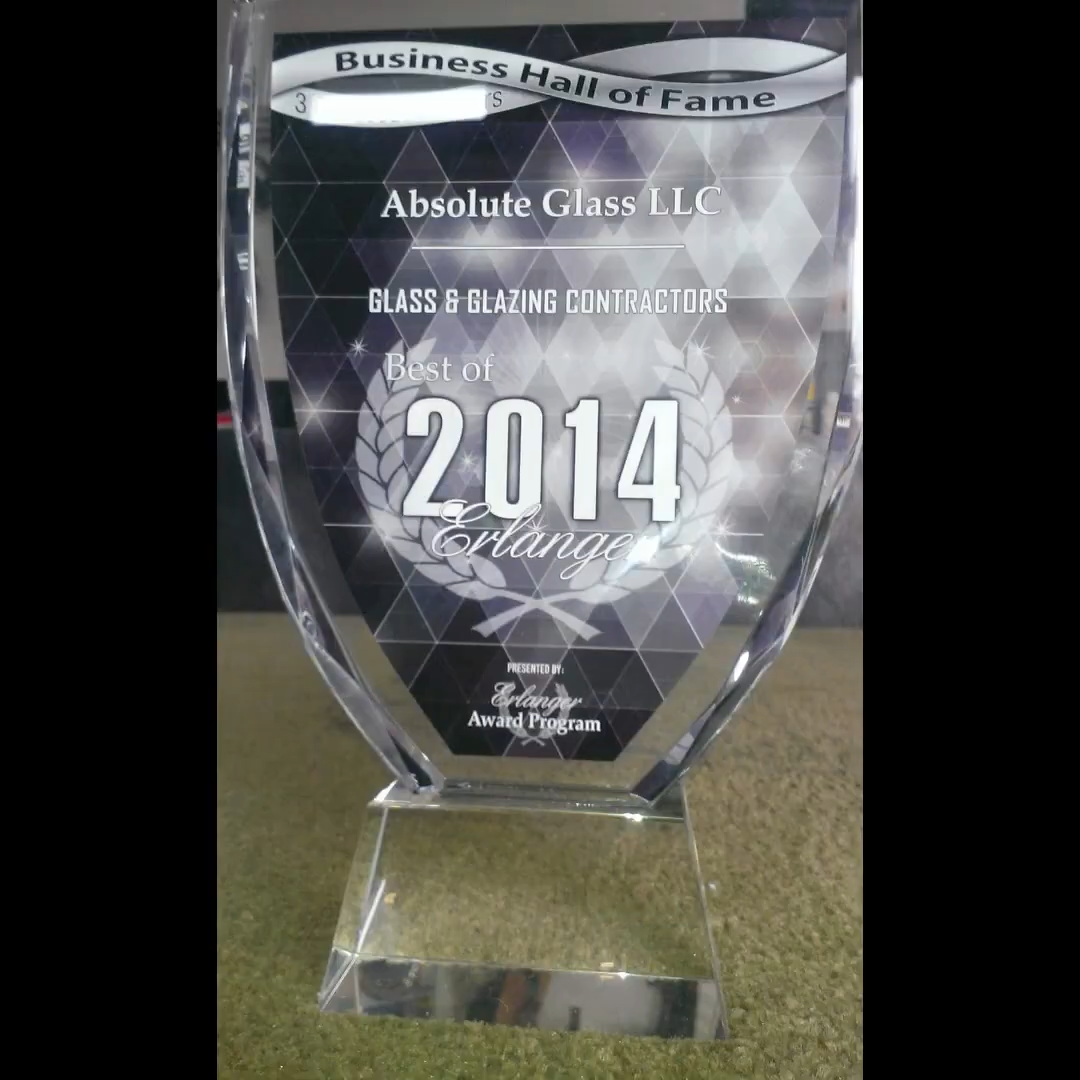 Business Hall of Fame
3
Absolute Glass LLC
GLASS & GLAZING CONTRACTORS
Best of
2014
Erlanger
PRESENTED BY:
Erlanger
Award Program